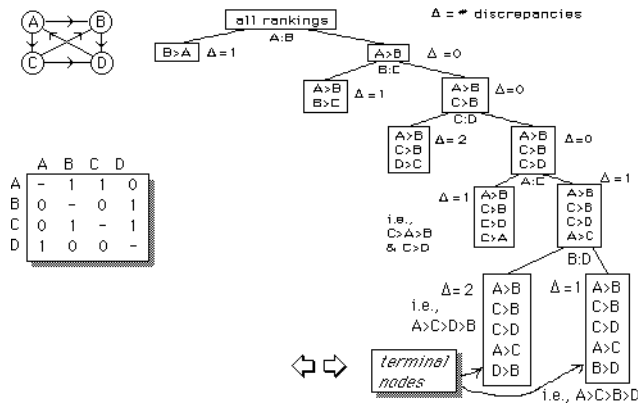 A B
C D
all rankings
Δ = # discrepancies
A:B
B>A Δ = 1
A>B Δ = 0
B:C
A>B
B>C
Δ = 1
A>B
C>B
Δ = 0
C:D
A>B
C>B
D>C
Δ = 2
A>B
C>B
C>D
Δ = 0
A:C
Δ = 1
A>B
C>B
C>D
C>A
i.e.,
C>A>B
& C>D
Δ = 1
A>B
C>B
C>D
A>C
B:D
A B C D
A - 1 1 0
B 0 - 0 1
C 0 1 - 1
D 1 0 0 -
Δ = 2
i.e.,
A>C>D>B
A>B
C>B
C>D
A>C
D>B
Δ = 1
A>B
C>B
C>D
A>C
B>D
terminal
nodes
i.e., A>C>B>D